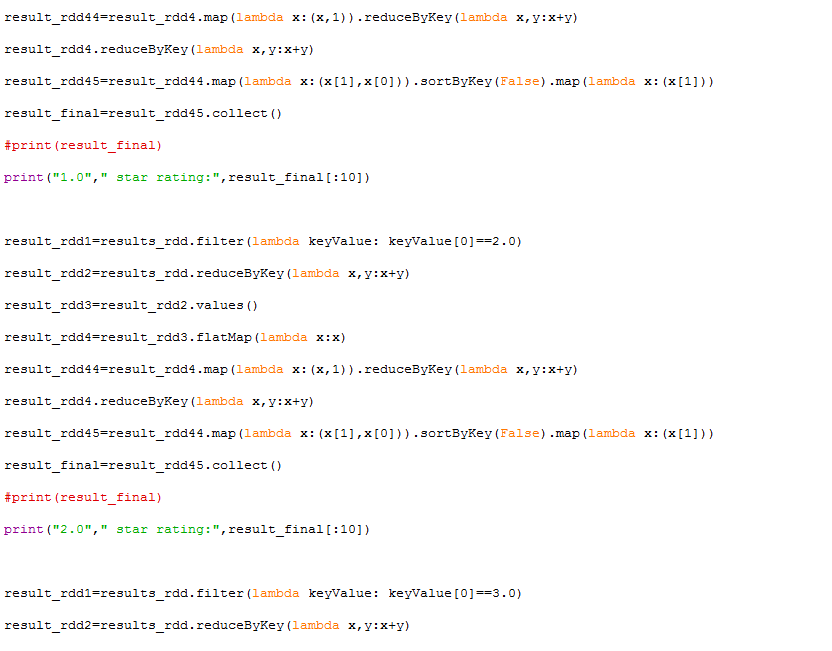 result_rdd44=result_rdd4.map(lambda x:(x,1)).reduceByKey(lambda x,y:x+y)
result_rdd4.reduceByKey(lambda x,y:x+y)
result_rdd45=result_rdd44.map(lambda x:(x[1],x[0])).sortByKey(False).map(lambda x:(x[1]))
result_final=result_rdd45.collect()
#print(result_final)
print("1.0"," star rating:",result_final[:10])
result_rdd1=results_rdd.filter(lambda keyValue: keyValue[0]==2.0)
result_rdd2=results_rdd.reduceByKey(lambda x,y:x+y)
result_rdd3=result_rdd2.values()
result_rdd4=result_rdd3.flatMap(lambda x:x)
result_rdd44=result_rdd4.map(lambda x:(x,1)).reduceByKey(lambda x,y:x+y)
result_rdd4.reduceByKey(lambda x,y:x+y)
result_rdd45=result_rdd44.map(lambda x:(x[1],x[0])).sortByKey(False).map(lambda x:(x[1]))
result_final=result_rdd45.collect()
#print(result_final)
print("2.0"," star rating:",result_final[:10])
result_rdd1=results_rdd.filter(lambda keyValue: keyValue[0]==3.0)
result_rdd2=results_rdd.reduceByKey(lambda x,y:x+y)